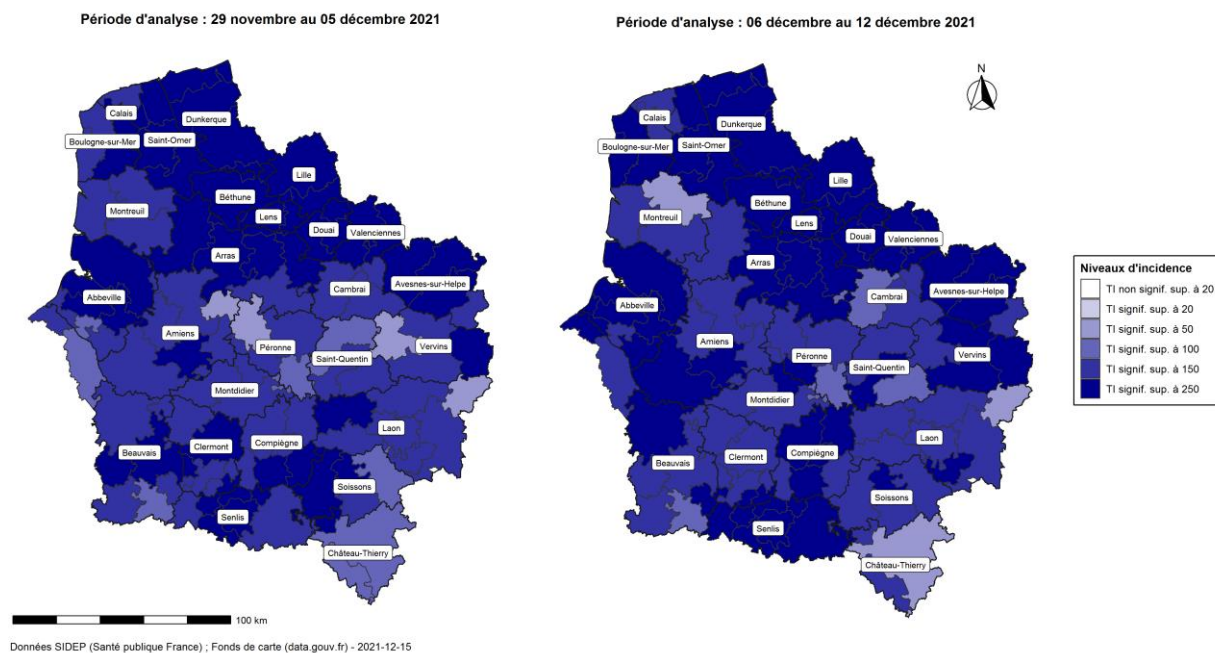 Période d'analyse : 29 novembre au 05 décembre 2021
Calais
Dunkerque
Boulogne-sur-Mer
Saint-Omer
Lille
Béthune
Montreuil
Lens
Douai
Valenciennes
Arras
Avesnes-sur-Helpe
Cambrai
Abbeville
Amiens
Péronne
Vervins
Saint-Quentin
Montdidier
Laon
Clermont
Compiègne
Beauvais
Soissons
Senlis
Château-Thierry
100 km
Données SIDEP (Santé publique France) ; Fonds de carte (data.gouv.fr) - 2021-12-15
Période d'analyse : 06 décembre au 12 décembre 2021
N
Calais
Dunkerque
Boulogne-sur-Mer
Saint-Omer
Lille
Béthune
Montreuil
Lens
Douai
Valenciennes
Arras
Avesnes-sur-Helpe
Cambrai
Abbeville
Amiens
Péronne
Vervins
Saint-Quentin
Montdidier
Laon
Clermont
Compiègne
Beauvais
Soissons
Senlis
Château-Thierry
Niveaux d'incidence
TI non signif. sup. à 20
TI signif. sup. à 20
TI signif. sup. à 50
TI signif. sup. à 100
TI signif. sup. à 150
TI signif. sup. à 250